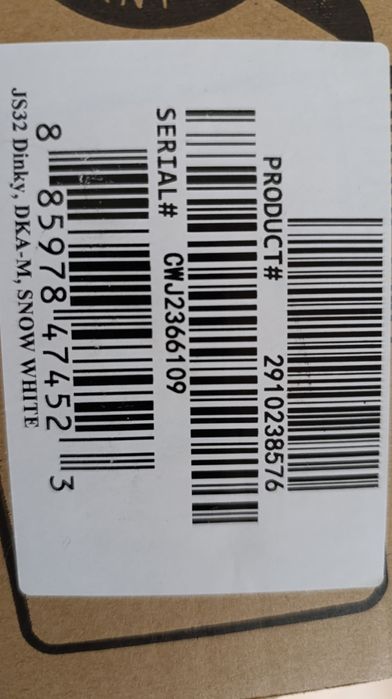 PRODUCT# 2910238576
SERIAL# CWJ2366109
8 85978 47452 3
JS32 Dinky, DKA-M, SNOW WHITE